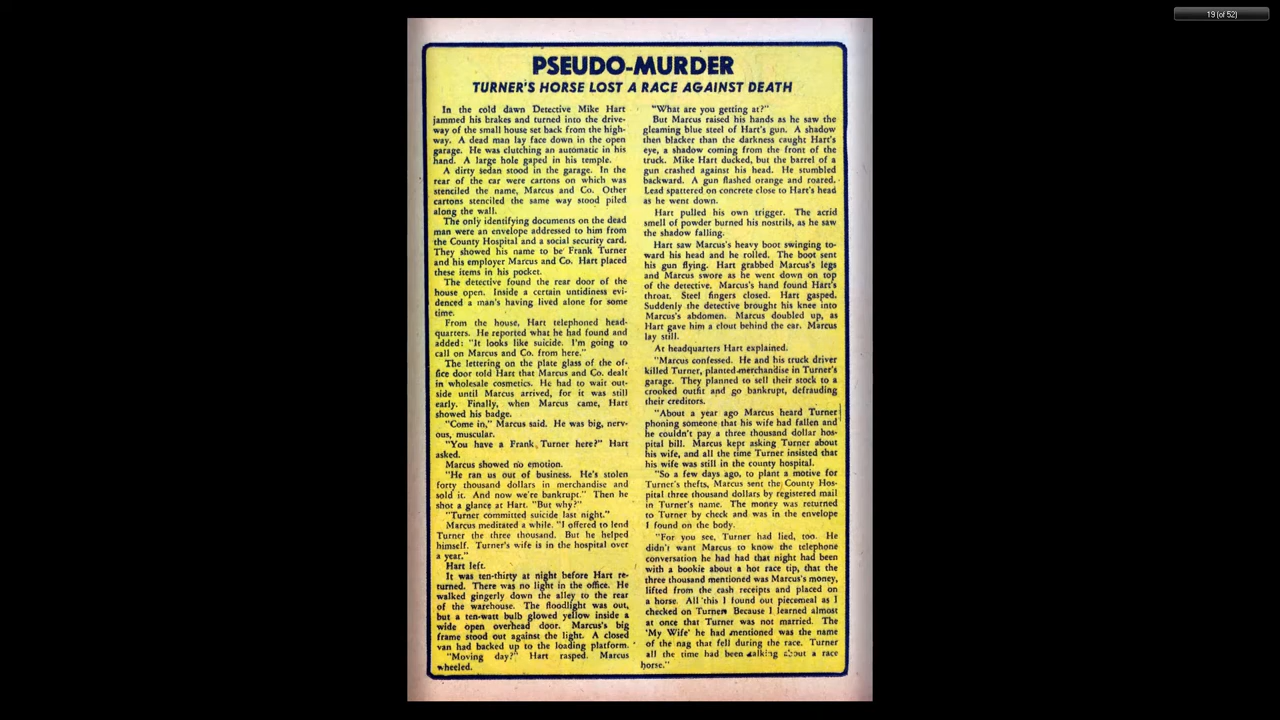 19 (of 52)
PSEUDO-MURDER
TURNER'S HORSE LOST A RACE AGAINST DEATH
In the cold dawn Detective Mike Hart
jammed his brakes and turned into the drive-
way of the small house set back from the high-
way. A dead man lay face down in the open
garage. He was clutching an automatic in his
hand. A large hole gaped in his temple.
A dirty sedan stood in the garage. In the
rear of the car were cartons on which was
stenciled the name, Marcus and Co. Other
cartons stenciled the same way stood piled
along the wall.
The only identifying documents on the dead
man were an envelope addressed to him from
the County Hospital and a social security card.
They showed his name to be Frank Turner
and his employer Marcus and Co. Hart placed
these items in his pocket.
The detective found the rear door of the
house open. Inside a certain untidiness evi-
denced a man's having lived alone for some
time.
From the house, Hart telephoned head-
quarters. He reported what he had found and
added: "It looks like suicide. I'm going to
call on Marcus and Co. from here."
The lettering on the plate glass of the of-
fice door told Hart that Marcus and Co. dealt
in wholesale cosmetics. He had to wait out-
side until Marcus arrived, for it was still
early. Finally, when Marcus came, Hart
showed his badge.
"Come in," Marcus said. He was big, nerv-
ous, muscular.
"You have a Frank Turner here?" Hart
asked.
Marcus showed no emotion.
"He ran us out of business. He's stolen
forty thousand dollars in merchandise and
sold it. And now we're bankrupt." Then he
shot a glance at Hart. "But why?"
"Turner committed suicide last night."
Marcus meditated a while. "I offered to lend
Turner the three thousand. But he helped
himself. Turner's wife is in the hospital over
a year."
Hart left.
It was ten-thirty at night before Hart re-
turned. There was no light in the office. He
walked gingerly down the alley to the rear
of the warehouse. The floodlight was out,
but a ten-watt bulb glowed yellow inside a
wide open overhead door. Marcus's big
frame stood out against the light. A closed
van had backed up to the loading platform.
"Moving day?" Hart rasped. Marcus
wheeled.
"What are you getting at?"
But Marcus raised his hands as he saw the
gleaming blue steel of Hart's gun. A shadow
then blacker than the darkness caught Hart's
eye, a shadow coming from the front of the
truck. Mike Hart ducked, but the barrel of a
gun crashed against his head. He stumbled
backward. A gun flashed orange and roared.
Lead spattered on concrete close to Hart's head
as he went down.
Hart pulled his own trigger. The acrid
smell of powder burned his nostrils, as he saw
the shadow falling.
Hart saw Marcus's heavy boot swinging to-
ward his head and he rolled. The boot sent
his gun flying. Hart grabbed Marcus's legs
and Marcus swore as he went down on top
of the detective. Marcus's hand found Hart's
throat. Steel fingers closed. Hart gasped.
Suddenly the detective brought his knee into
Marcus's abdomen. Marcus doubled up, as
Hart gave him a clout behind the ear. Marcus
lay still.
At headquarters Hart explained.
"Marcus confessed. He and his truck driver
killed Turner, planted merchandise in Turner's
garage. They planned to sell their stock to a
crooked outfit and go bankrupt, defrauding
their creditors.
"About a year ago Marcus heard Turner
phoning someone that his wife had fallen and
he couldn't pay a three thousand dollar hos-
pital bill. Marcus kept asking Turner about
his wife, and all the time Turner insisted that
his wife was still in the county hospital.
"So a few days ago, to plant a motive for
Turner's thefts, Marcus sent the County Hos-
pital three thousand dollars by registered mail
in Turner's name. The money was returned
to Turner by check and was in the envelope
I found on the body.
"For you see, Turner had lied, too. He
didn't want Marcus to know the telephone
conversation he had had that night had been
with a bookie about a hot race tip, that the
three thousand mentioned was Marcus's money,
lifted from the cash receipts and placed on
a horse. All this I found out piecemeal as I
checked on Turner. Because I learned almost
at once that Turner was not married. The
'My Wife' he had mentioned was the name
of the nag that fell during the race. Turner
all the time had been talking about a race
horse."